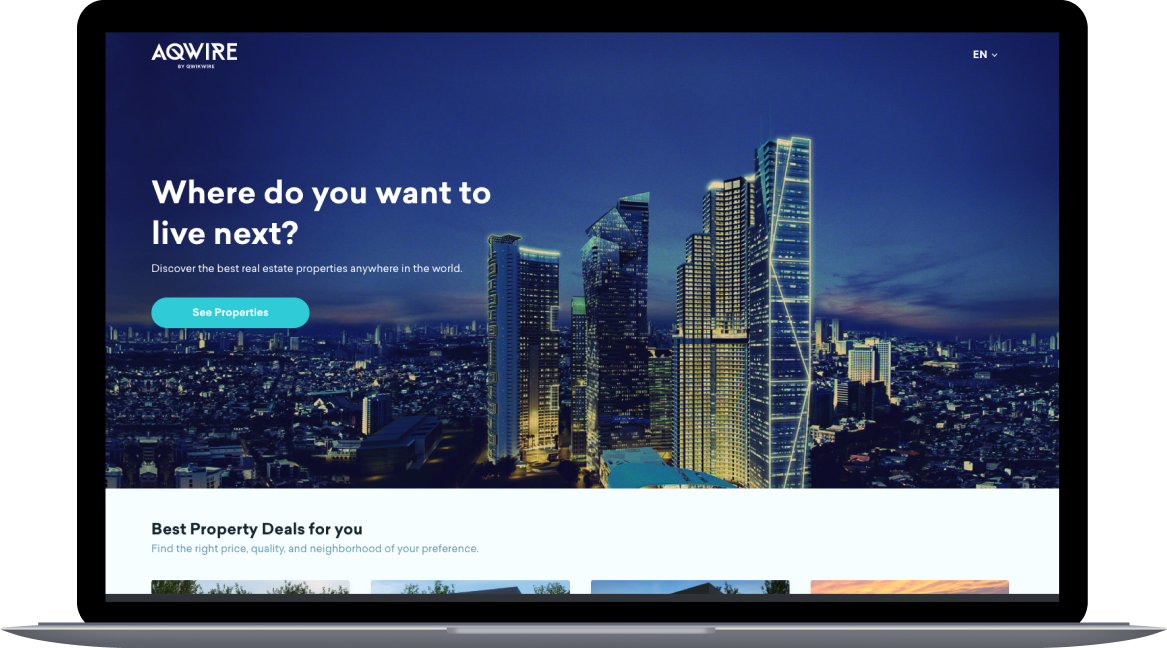 AQWIRE
BY QWIKWIRE
EN
Where do you want to
live next?
Discover the best real estate properties anywhere in the world.
See Properties
Best Property Deals for you
Find the right price, quality, and neighborhood of your preference.